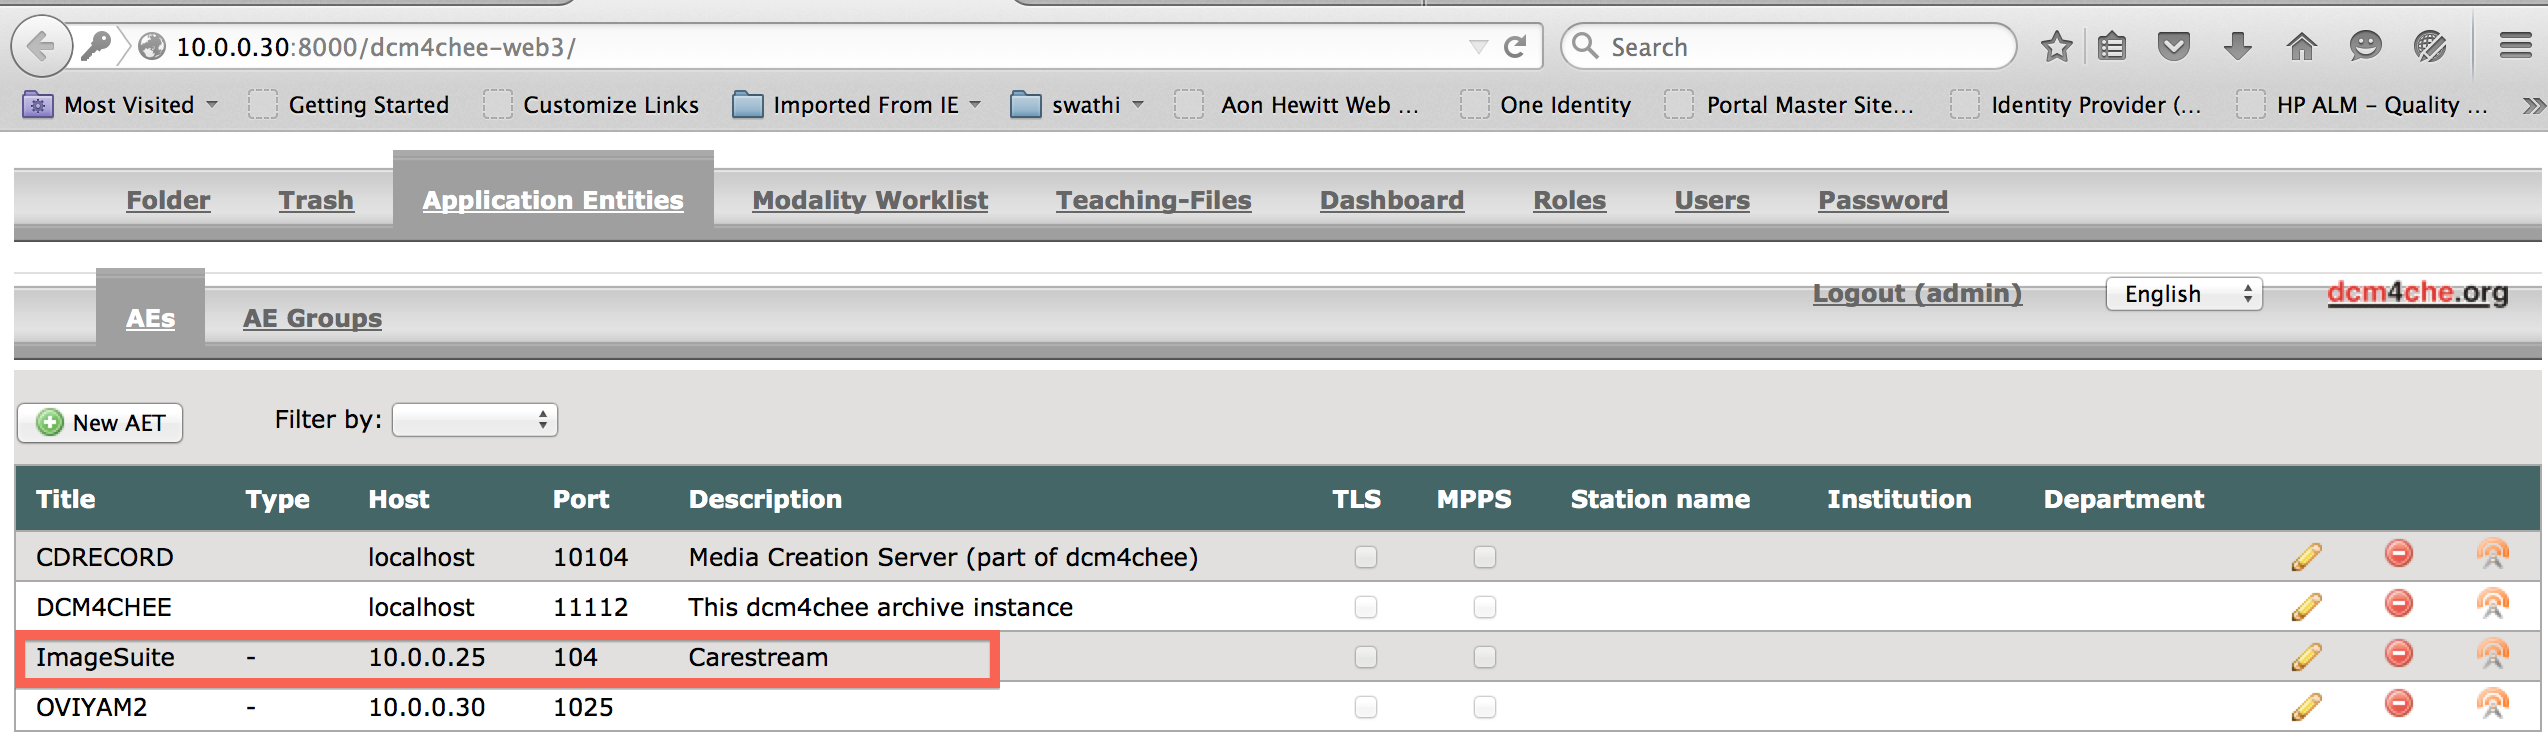 10.0.0.30:8000/dcm4chee-web3/ Search
Most Visited Getting Started Customize Links Imported From IE swathi Aon Hewitt Web ... One Identity Portal Master Site... Identity Provider (... HP ALM - Quality ...
Folder Trash Application Entities Modality Worklist Teaching-Files Dashboard Roles Users Password
Logout (admin) English dcm4che.org
AEs AE Groups
New AET Filter by:
Title Type Host Port Description TLS MPPS Station name Institution Department
CDRECORD localhost 10104 Media Creation Server (part of dcm4chee)
DCM4CHEE localhost 11112 This dcm4chee archive instance
ImageSuite - 10.0.0.25 104 Carestream
OVIYAM2 - 10.0.0.30 1025